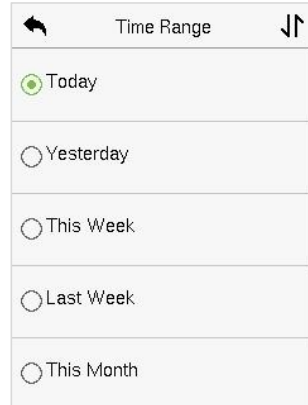 Time Range
Today
Yesterday
This Week
Last Week
This Month